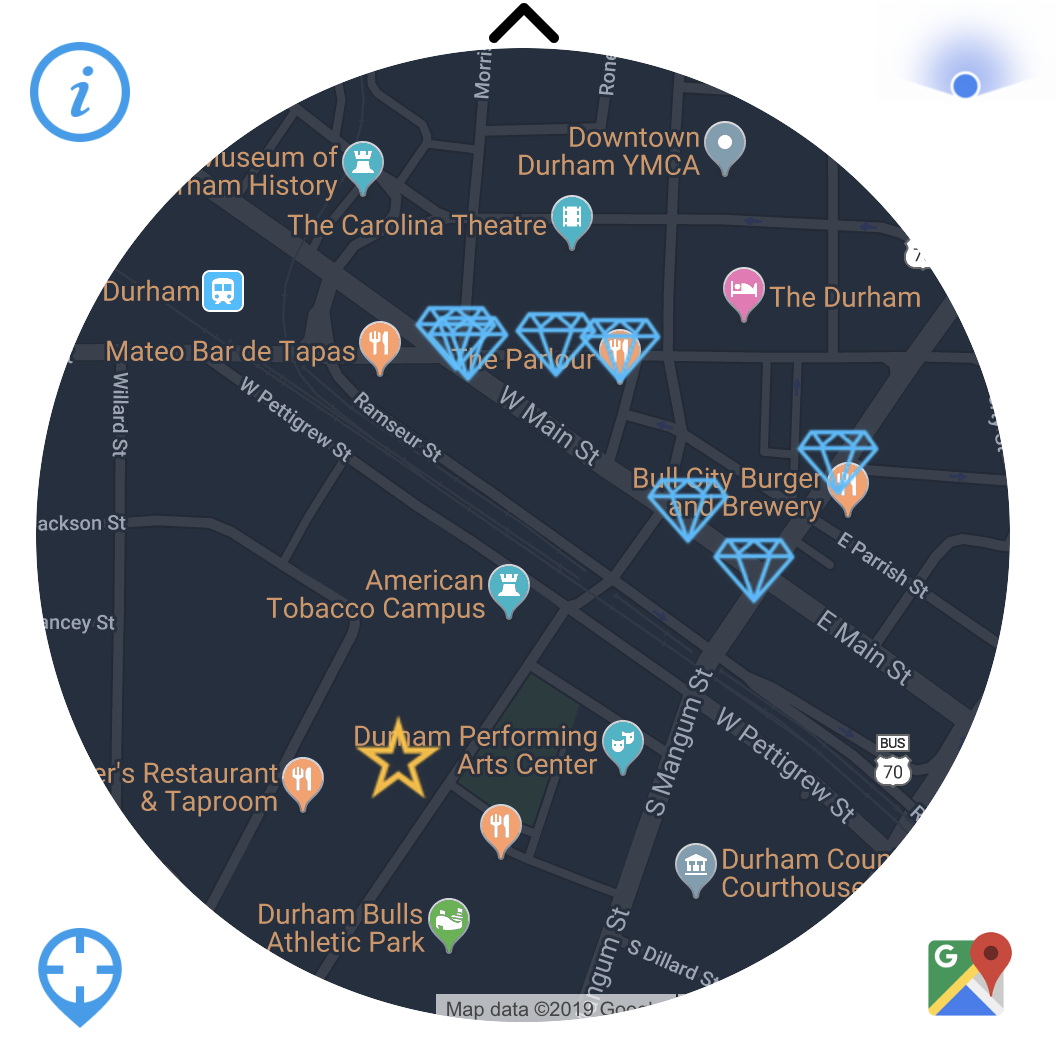 i
Morri
Rone
Downtown
Durham YMCA
Museum of
ham History
The Carolina Theatre
Durham
The Durham
Mateo Bar de Tapas
The Parlour
Willard St
W Pettigrew St
Ramseur St
W Main St
Bull City Burger
and Brewery
ackson St
E Parrish St
American
Tobacco Campus
ancey St
E Main St
S Mangum St
W Pettigrew St
Durham Performing
Arts Center
BUS
70
er's Restaurant
& Taproom
Durham Coun
Courthouse
Durham Bulls
Athletic Park
ngum St
S Dillard St
G
Map data ©2019 Goo